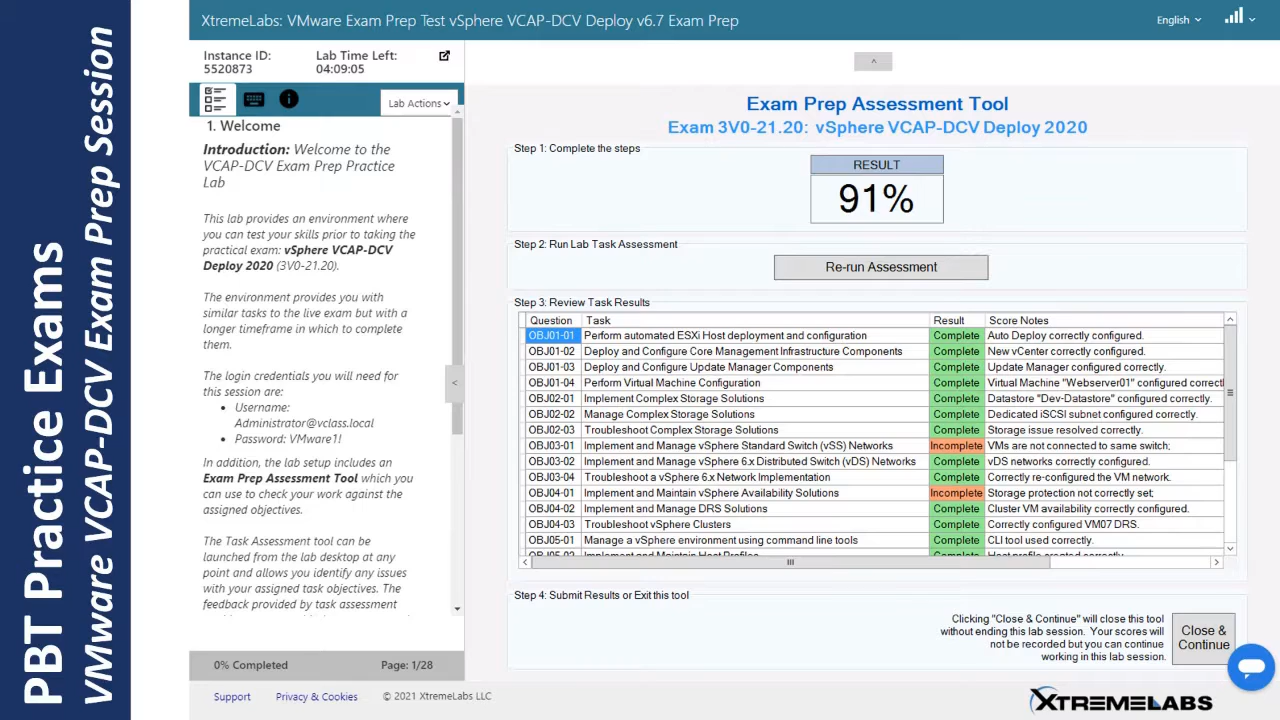 PBT Practice Exams
VMware VCAP-DCV Exam Prep Session
XtremeLabs: VMware Exam Prep Test vSphere VCAP-DCV Deploy v6.7 Exam Prep
English
Instance ID:
5520873
Lab Time Left:
04:09:05
Lab Actions
1. Welcome
Introduction: Welcome to the
VCAP-DCV Exam Prep Practice
Lab
This lab provides an environment where
you can test your skills prior to taking the
practical exam: vSphere VCAP-DCV
Deploy 2020 (3V0-21.20).
The environment provides you with
similar tasks to the live exam but with a
longer timeframe in which to complete
them.
The login credentials you will need for
this session are:
• Username:
Administrator@vclass.local
• Password: VMware1!
In addition, the lab setup includes an
Exam Prep Assessment Tool which you
can use to check your work against the
assigned objectives.
The Task Assessment tool can be
launched from the lab desktop at any
point and allows you identify any issues
with your assigned task objectives. The
feedback provided by task assessment
0% Completed
Page: 1/28
Exam Prep Assessment Tool
Exam 3V0-21.20: vSphere VCAP-DCV Deploy 2020
Step 1: Complete the steps
RESULT
91%
Step 2: Run Lab Task Assessment
Re-run Assessment
Step 3: Review Task Results
Question Task Result Score Notes
OBJ01-01 Perform automated ESXi Host deployment and configuration Complete Auto Deploy correctly configured.
OBJ01-02 Deploy and Configure Core Management Infrastructure Components Complete New vCenter correctly configured.
OBJ01-03 Deploy and Configure Update Manager Components Complete Update Manager configured correctly.
OBJ01-04 Perform Virtual Machine Configuration Complete Virtual Machine "Webserver01" configured correctl
OBJ02-01 Implement Complex Storage Solutions Complete Datastore "Dev-Datastore" configured correctly.
OBJ02-02 Manage Complex Storage Solutions Complete Dedicated iSCSI subnet configured correctly.
OBJ02-03 Troubleshoot Complex Storage Solutions Complete Storage issue resolved correctly.
OBJ03-01 Implement and Manage vSphere Standard Switch (vSS) Networks Incomplete VMs are not connected to same switch;
OBJ03-02 Implement and Manage vSphere 6.x Distributed Switch (vDS) Networks Complete vDS networks correctly configured.
OBJ03-04 Troubleshoot a vSphere 6.x Network Implementation Complete Correctly re-configured the VM network.
OBJ04-01 Implement and Maintain vSphere Availability Solutions Incomplete Storage protection not correctly set;
OBJ04-02 Implement and Manage DRS Solutions Complete Cluster VM availability correctly configured.
OBJ04-03 Troubleshoot vSphere Clusters Complete Correctly configured VM07 DRS.
OBJ05-01 Manage a vSphere environment using command line tools Complete CLI tool used correctly.
OBJ05-02 Implement and Maintain Host Profiles Complete Host profile created correctly.
Step 4: Submit Results or Exit this tool
Clicking "Close & Continue" will close this tool
without ending this lab session. Your scores will
not be recorded but you can continue
working in this lab session.
Close &
Continue
Support
Privacy & Cookies
© 2021 XtremeLabs LLC
XTREMELABS